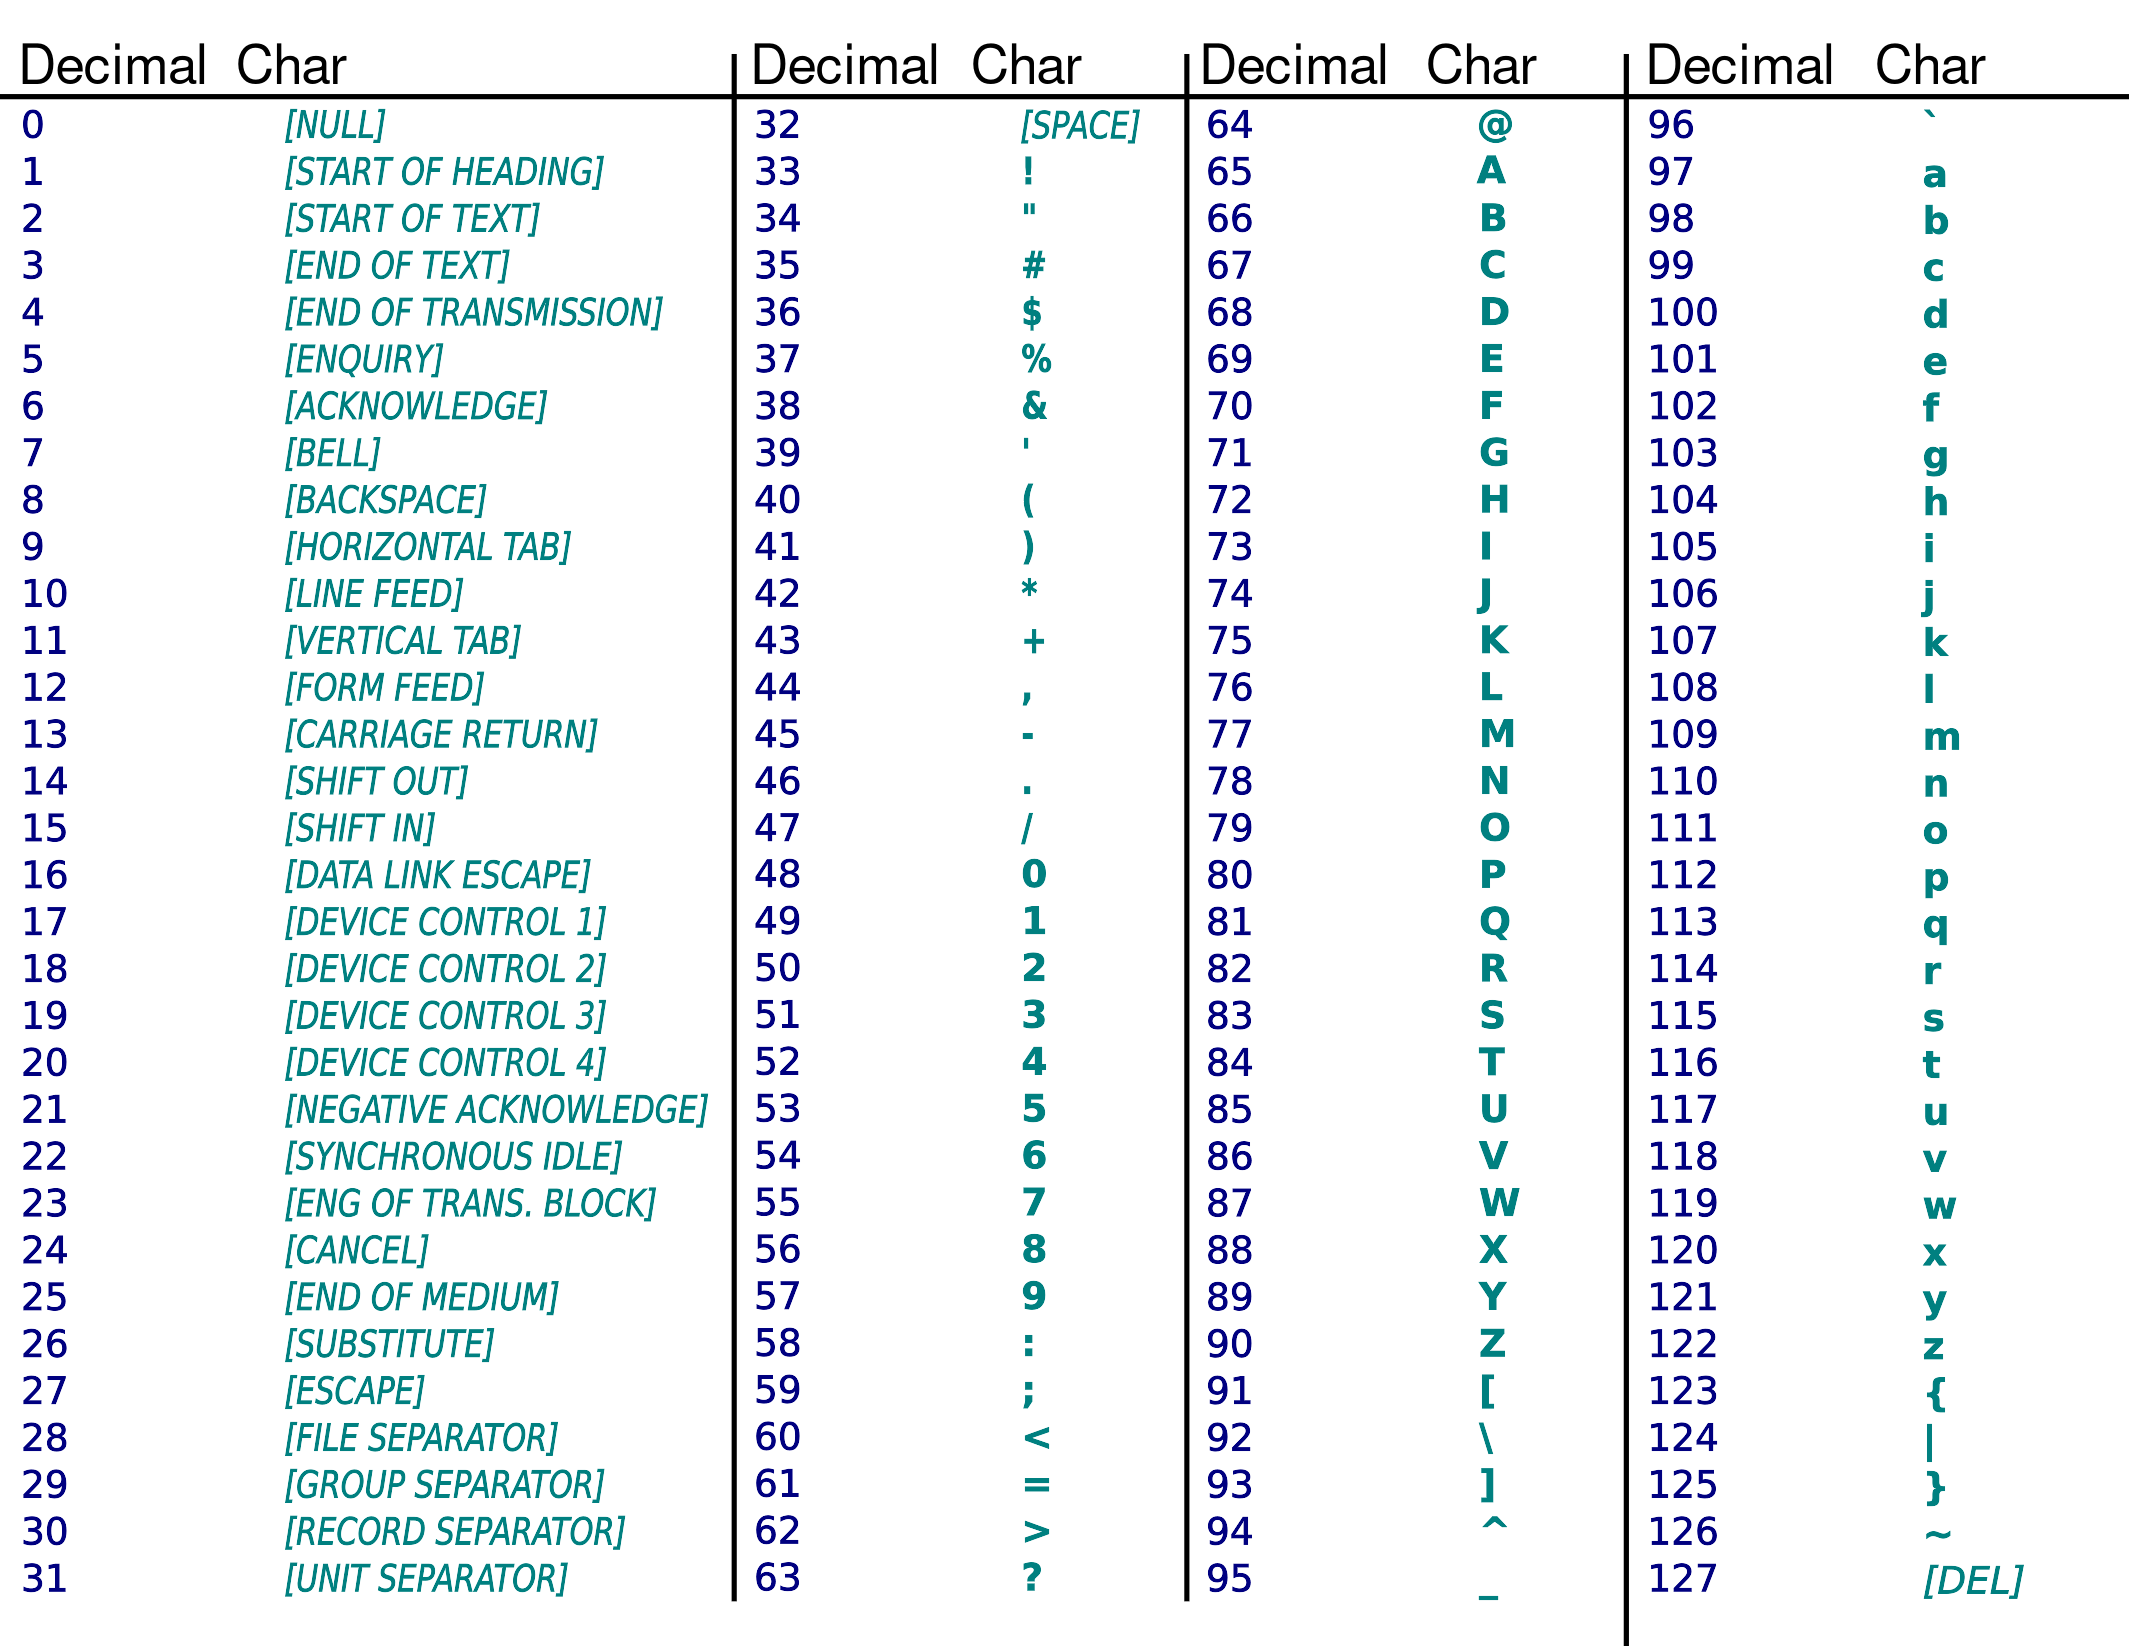 Decimal Char Decimal Char Decimal Char Decimal Char
0 [NULL] 32 [SPACE] 64 @ 96 `
1 [START OF HEADING] 33 ! 65 A 97 a
2 [START OF TEXT] 34 " 66 B 98 b
3 [END OF TEXT] 35 # 67 C 99 c
4 [END OF TRANSMISSION] 36 $ 68 D 100 d
5 [ENQUIRY] 37 % 69 E 101 e
6 [ACKNOWLEDGE] 38 & 70 F 102 f
7 [BELL] 39 ' 71 G 103 g
8 [BACKSPACE] 40 ( 72 H 104 h
9 [HORIZONTAL TAB] 41 ) 73 I 105 i
10 [LINE FEED] 42 * 74 J 106 j
11 [VERTICAL TAB] 43 + 75 K 107 k
12 [FORM FEED] 44 , 76 L 108 l
13 [CARRIAGE RETURN] 45 - 77 M 109 m
14 [SHIFT OUT] 46 . 78 N 110 n
15 [SHIFT IN] 47 / 79 O 111 o
16 [DATA LINK ESCAPE] 48 0 80 P 112 p
17 [DEVICE CONTROL 1] 49 1 81 Q 113 q
18 [DEVICE CONTROL 2] 50 2 82 R 114 r
19 [DEVICE CONTROL 3] 51 3 83 S 115 s
20 [DEVICE CONTROL 4] 52 4 84 T 116 t
21 [NEGATIVE ACKNOWLEDGE] 53 5 85 U 117 u
22 [SYNCHRONOUS IDLE] 54 6 86 V 118 v
23 [ENG OF TRANS. BLOCK] 55 7 87 W 119 w
24 [CANCEL] 56 8 88 X 120 x
25 [END OF MEDIUM] 57 9 89 Y 121 y
26 [SUBSTITUTE] 58 : 90 Z 122 z
27 [ESCAPE] 59 ; 91 [ 123 {
28 [FILE SEPARATOR] 60 < 92 \ 124 |
29 [GROUP SEPARATOR] 61 = 93 ] 125 }
30 [RECORD SEPARATOR] 62 > 94 ^ 126 ~
31 [UNIT SEPARATOR] 63 ? 95 _ 127 [DEL]